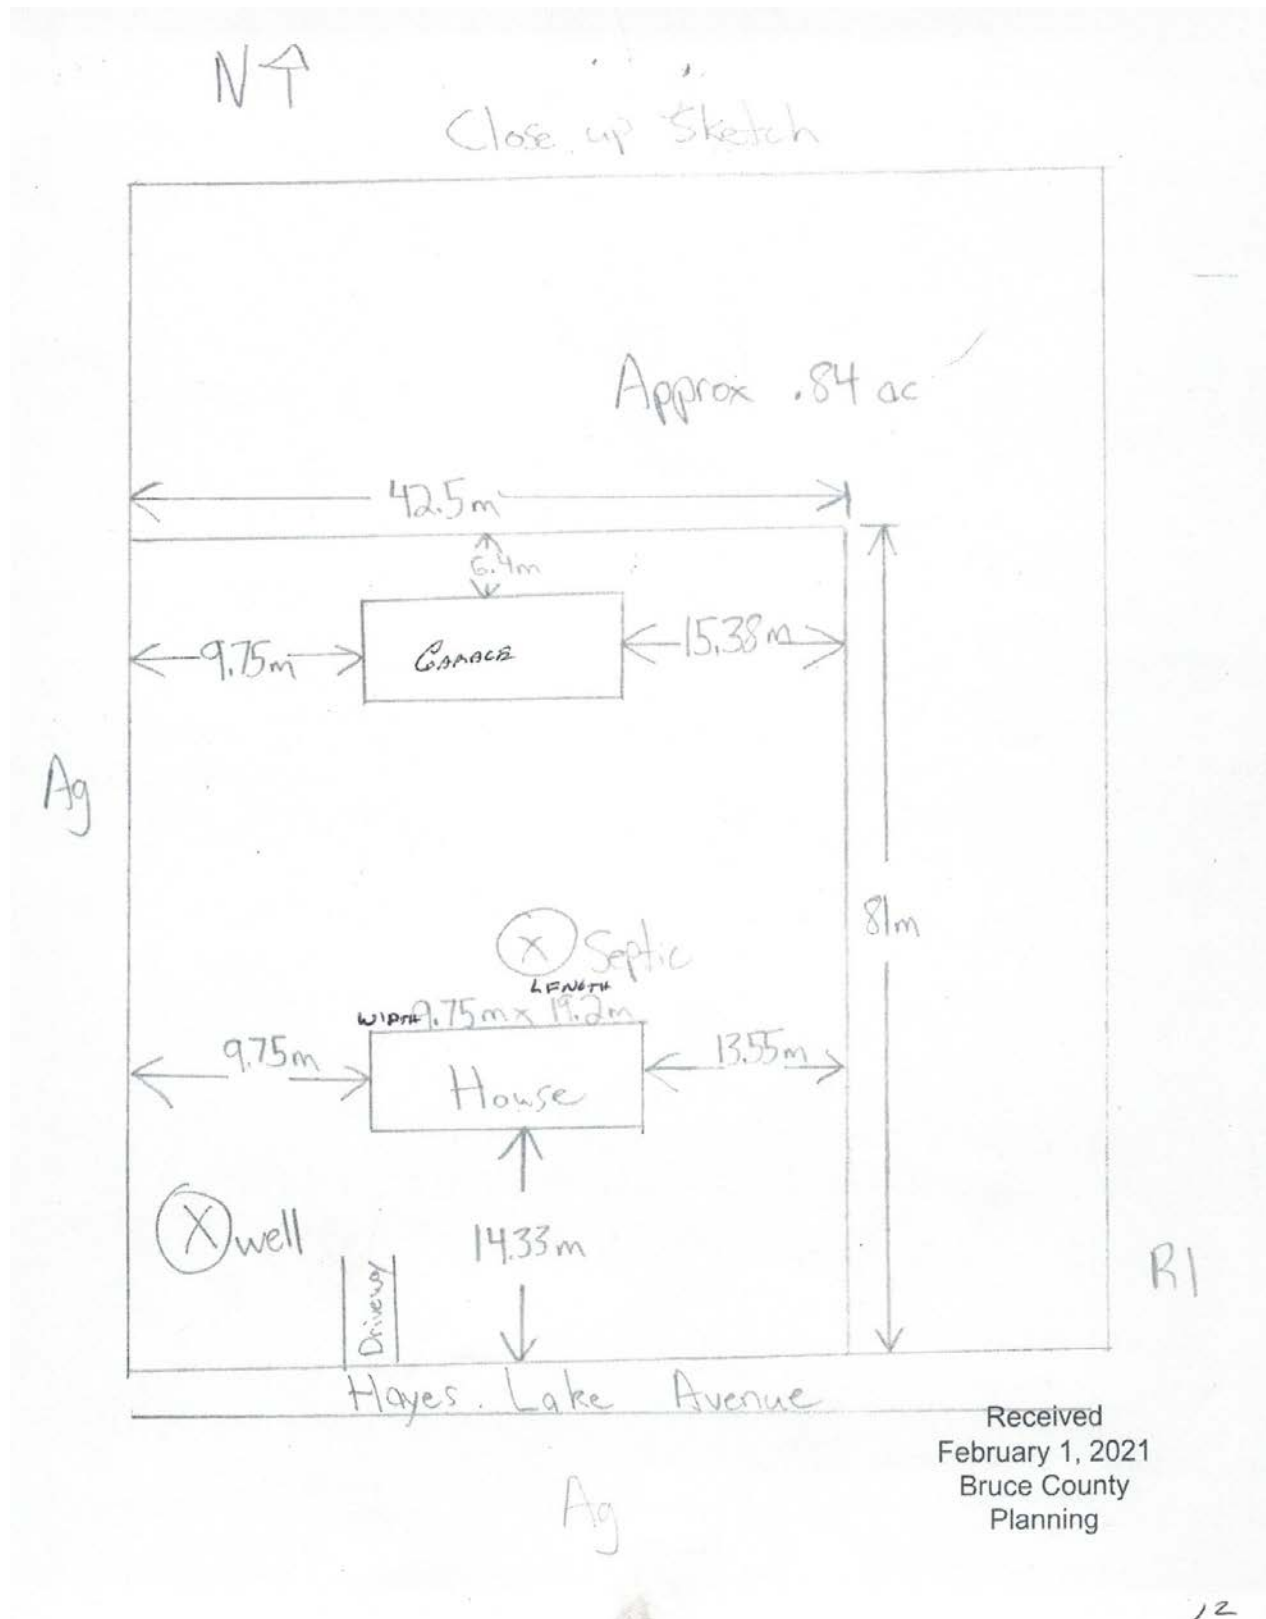 N
Close up Sketch
Approx .84 ac
42.5m
6.4m
9.75m
GARAGE
15.38m
Ag
81m
X Septic
LENGTH
WIDTH 9.75m x 19.2m
9.75m
House
13.55m
X well
14.33m
R1
Driveway
Hayes Lake Avenue
Received
February 1, 2021
Bruce County
Planning
Ag
12